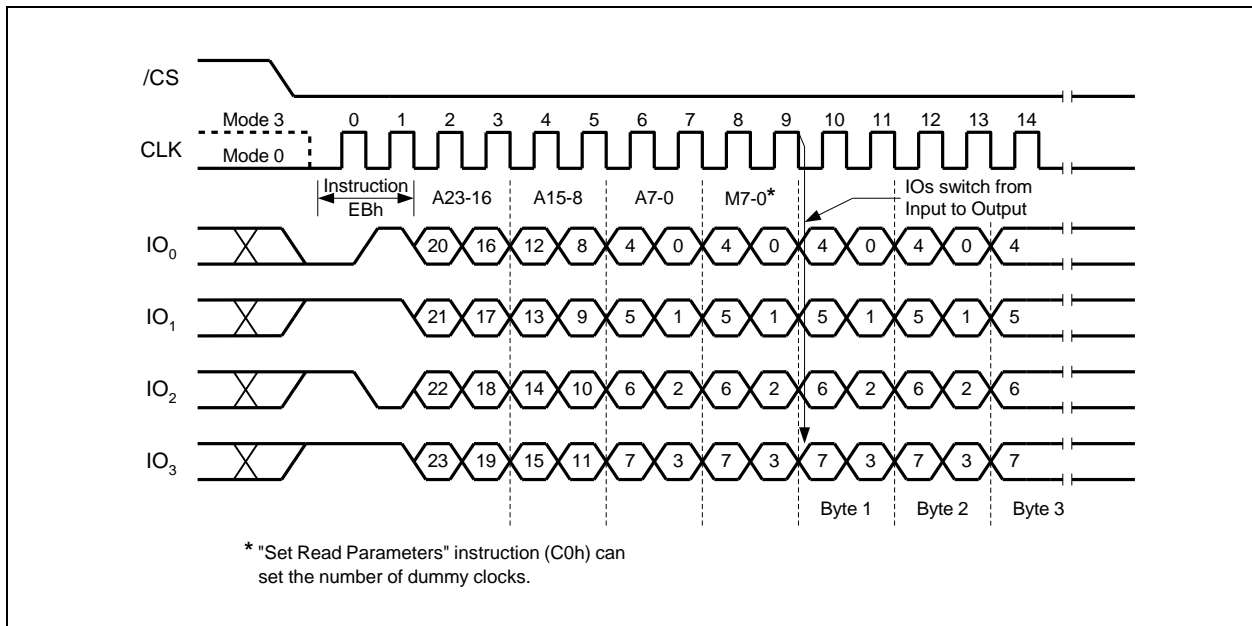 /CS
Mode 3
0 1 2 3 4 5 6 7 8 9 10 11 12 13 14
CLK
Mode 0
Instruction
EBh
A23-16 A15-8 A7-0 M7-0*
IOs switch from
Input to Output
IO0 20 16 12 8 4 0 4 0 4 0 4 0 4
IO1 21 17 13 9 5 1 5 1 5 1 5 1 5
IO2 22 18 14 10 6 2 6 2 6 2 6 2 6
IO3 23 19 15 11 7 3 7 3 7 3 7 3 7
Byte 1 Byte 2 Byte 3
* "Set Read Parameters" instruction (C0h) can
set the number of dummy clocks.